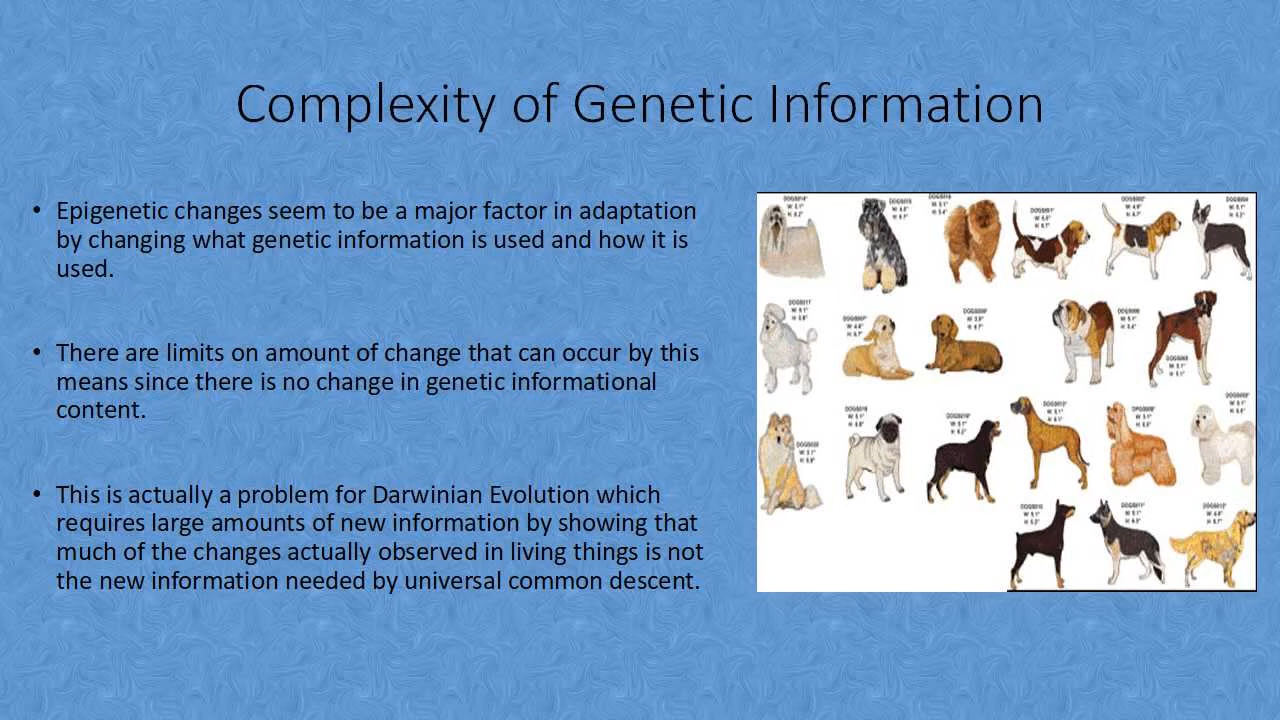 Complexity of Genetic Information
• Epigenetic changes seem to be a major factor in adaptation
by changing what genetic information is used and how it is
used.
• There are limits on amount of change that can occur by this
means since there is no change in genetic informational
content.
• This is actually a problem for Darwinian Evolution which
requires large amounts of new information by showing that
much of the changes actually observed in living things is not
the new information needed by universal common descent.